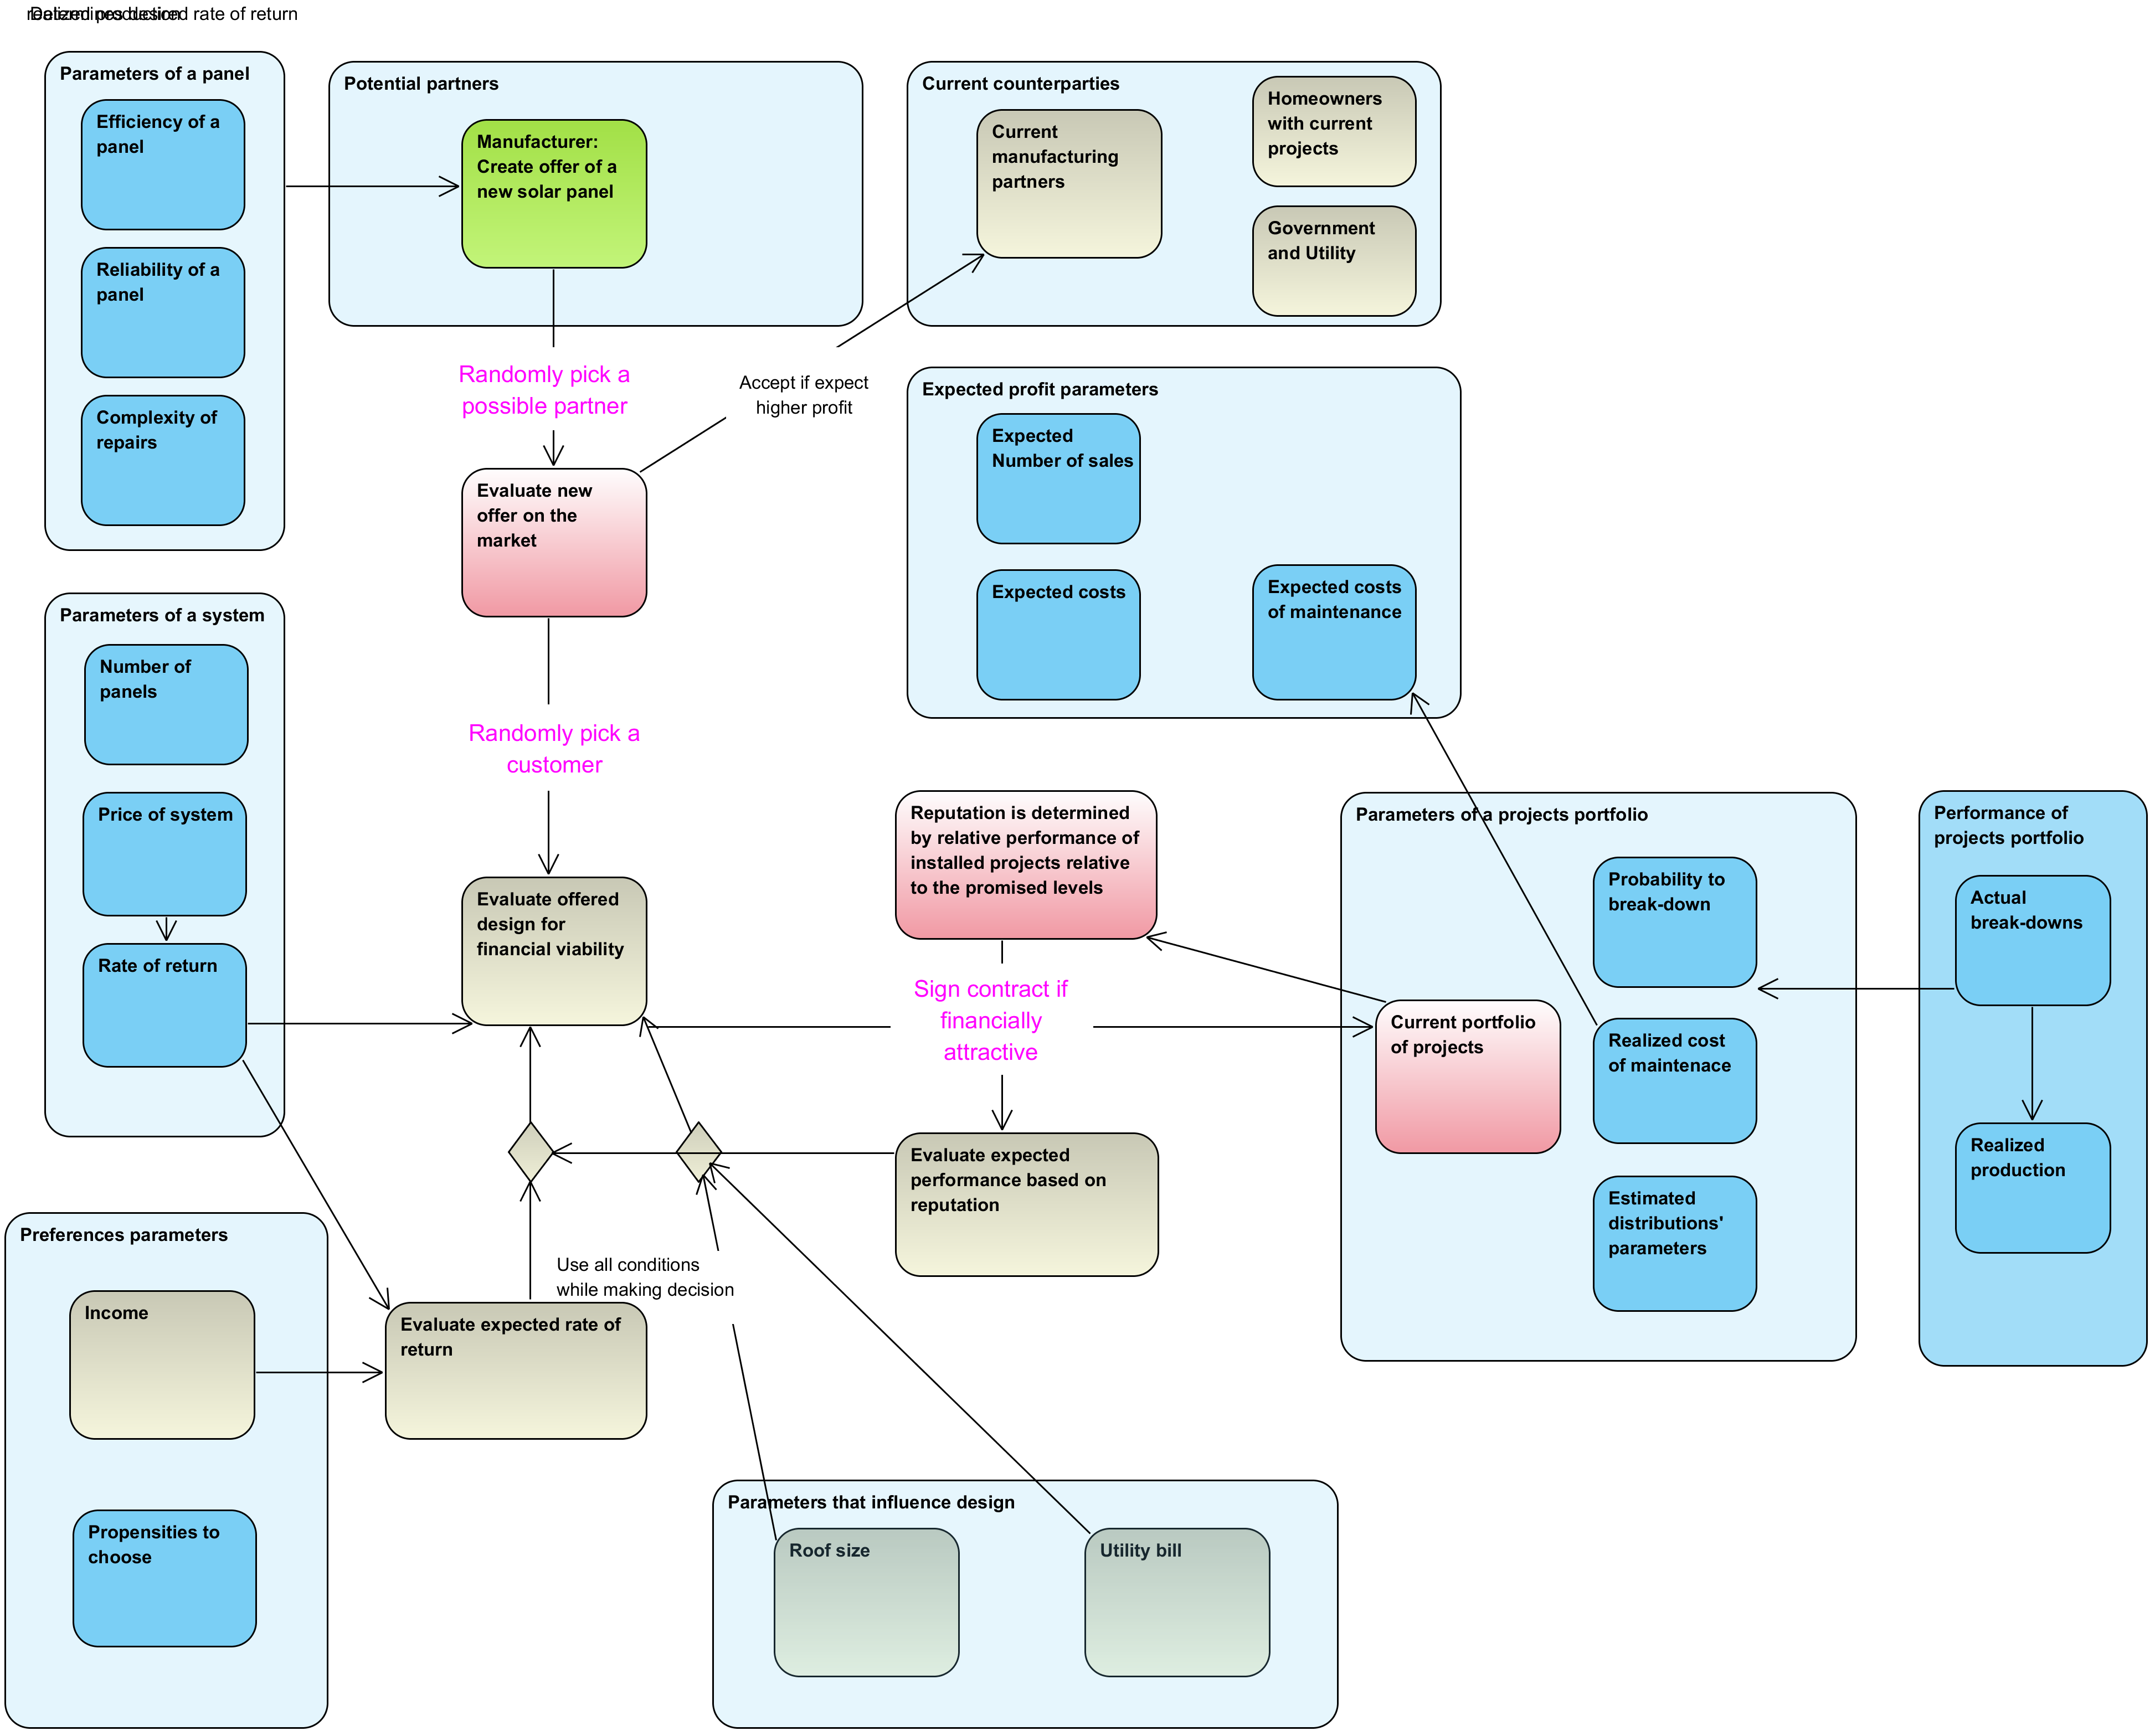 Determines desired rate of return
Parameters of a panel
Efficiency of a
panel
Reliability of a
panel
Complexity of
repairs
Potential partners
Manufacturer:
Create offer of a
new solar panel
Current counterparties
Current
manufacturing
partners
Homeowners
with current
projects
Government
and Utility
Randomly pick a
possible partner
Accept if expect
higher profit
Evaluate new
offer on the
market
Expected profit parameters
Expected
Number of sales
Expected costs
Expected costs
of maintenance
Parameters of a system
Number of
panels
Price of system
Rate of return
Randomly pick a
customer
Evaluate offered
design for
financial viability
Reputation is determined
by relative performance of
installed projects relative
to the promised levels
Sign contract if
financially
attractive
Evaluate expected
performance based on
reputation
Parameters of a projects portfolio
Probability to
break-down
Current portfolio
of projects
Realized cost
of maintenace
Estimated
distributions'
parameters
Performance of
projects portfolio
Actual
break-downs
Realized
production
Preferences parameters
Income
Propensities to
choose
Use all conditions
while making decision
Evaluate expected rate of
return
Parameters that influence design
Roof size
Utility bill